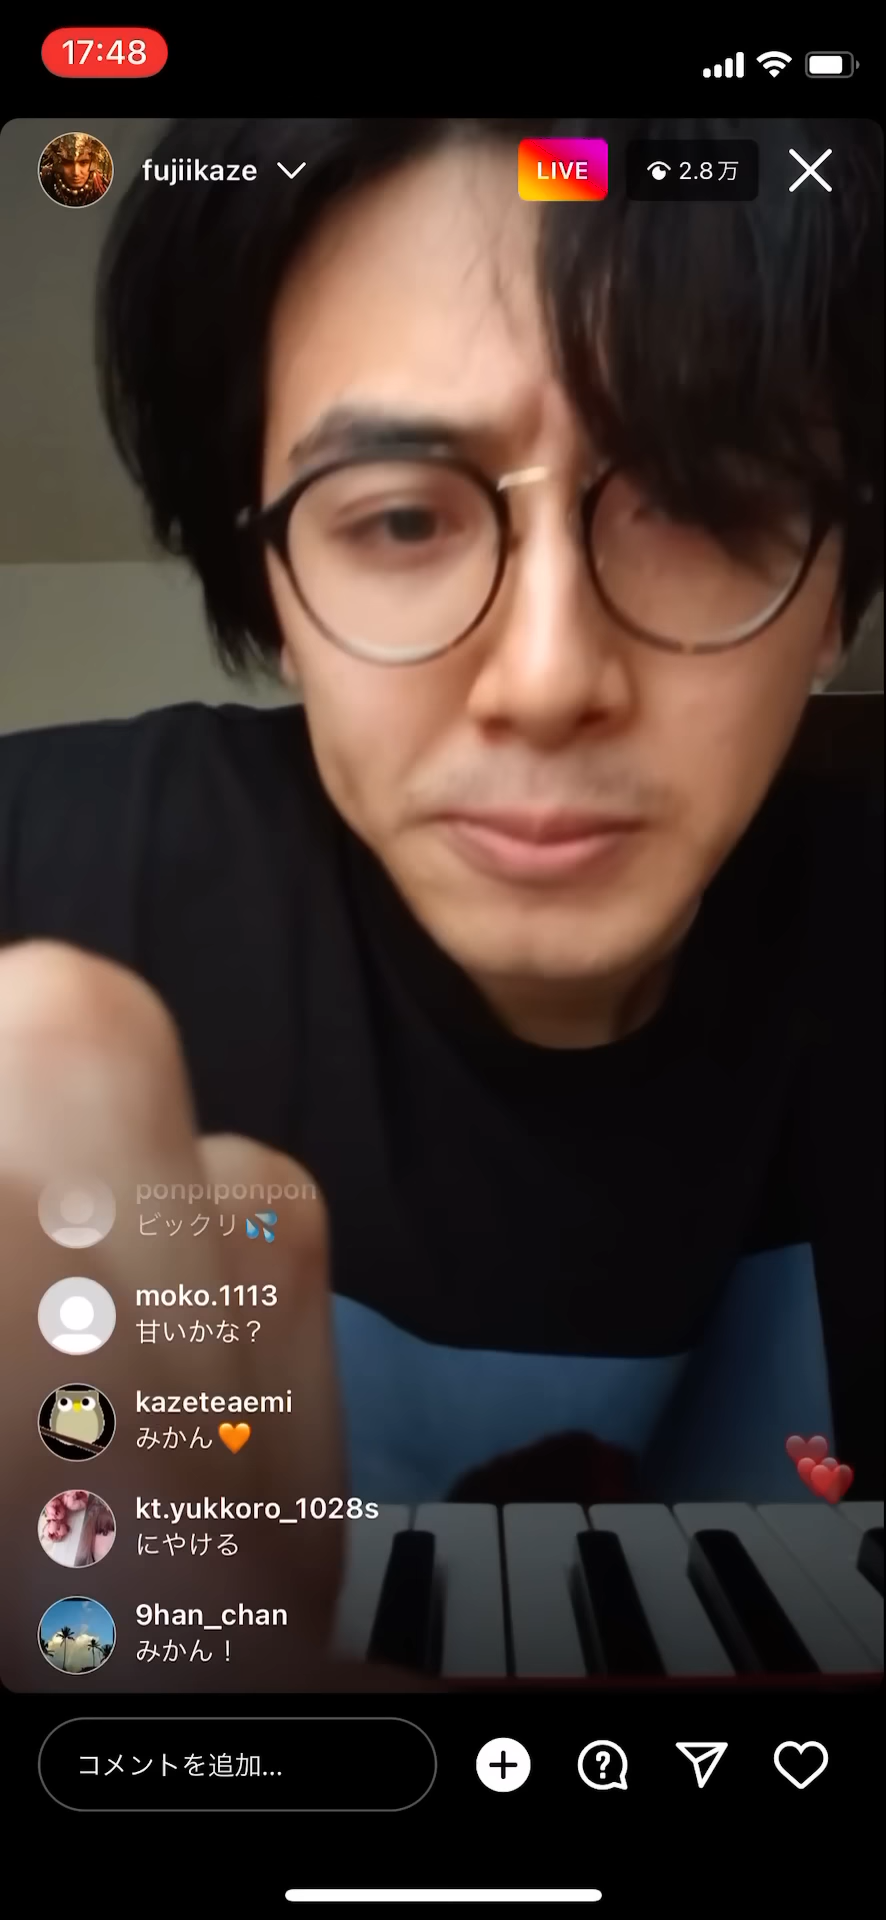 17:48
fujiikaze
LIVE
2.8万
ponpiponpon
ビックリ💦
moko.1113
甘いかな？
kazeteaemi
みかん🧡
kt.yukkoro_1028s
にやける
9han_chan
みかん！
コメントを追加...